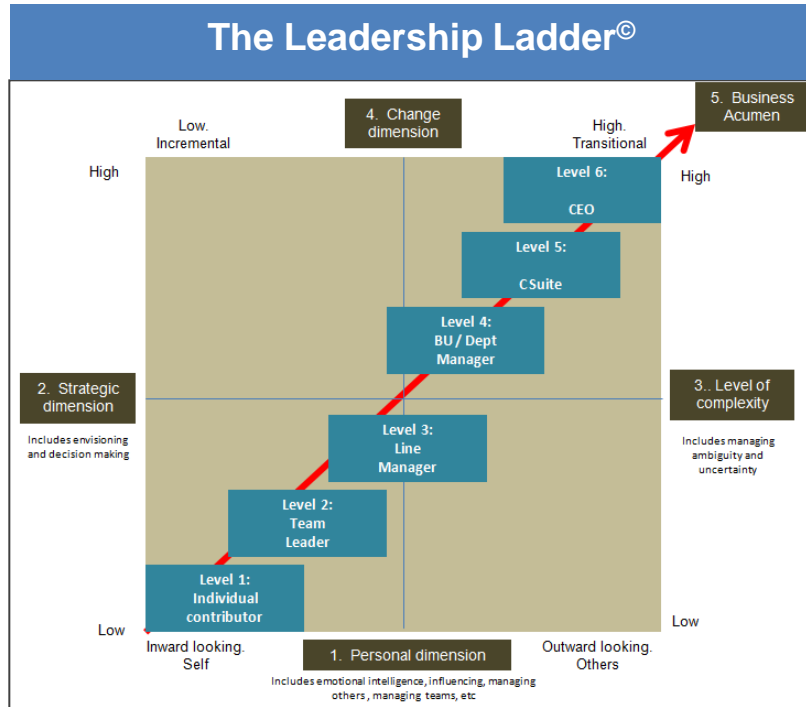 The Leadership Ladder©
5. Business
Acumen
4. Change
dimension
Low.
Incremental
High.
Transitional
High
High
Level 6:
CEO
Level 5:
CSuite
Level 4:
BU / Dept
Manager
2. Strategic
dimension
Includes envisioning
and decision making
3.. Level of
complexity
Includes managing
ambiguity and
uncertainty
Level 3:
Line
Manager
Level 2:
Team
Leader
Level 1:
Individual
contributor
Low
Low
Inward looking.
Self
1. Personal dimension
Outward looking.
Others
Includes emotional intelligence, influencing, managing
others , managing teams, etc